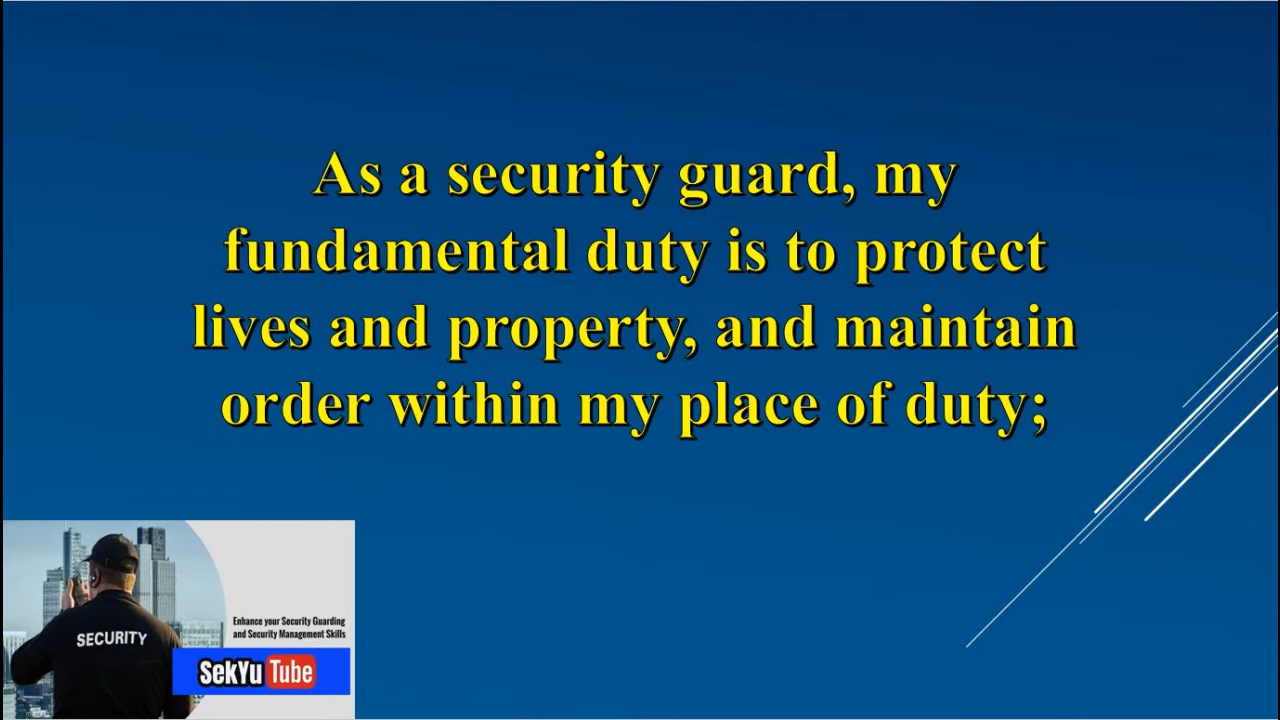 As a security guard, my
fundamental duty is to protect
lives and property, and maintain
order within my place of duty;
SECURITY
Enhance your Security Guarding
and Security Management Skills
SekYu Tube